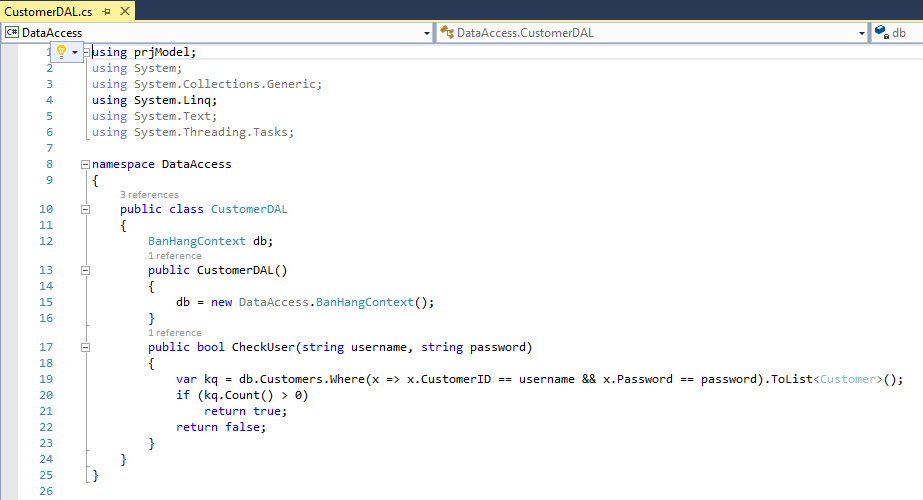 CustomerDAL.cs
C# DataAccess DataAccess.CustomerDAL db
1 using prjModel;
2 using System;
3 using System.Collections.Generic;
4 using System.Linq;
5 using System.Text;
6 using System.Threading.Tasks;
7
8 namespace DataAccess
9 {
3 references
10 public class CustomerDAL
11 {
12 BanHangContext db;
1 reference
13 public CustomerDAL()
14 {
15 db = new DataAccess.BanHangContext();
16 }
1 reference
17 public bool CheckUser(string username, string password)
18 {
19 var kq = db.Customers.Where(x => x.CustomerID == username && x.Password == password).ToList<Customer>();
20 if (kq.Count() > 0)
21 return true;
22 return false;
23 }
24 }
25 }
26